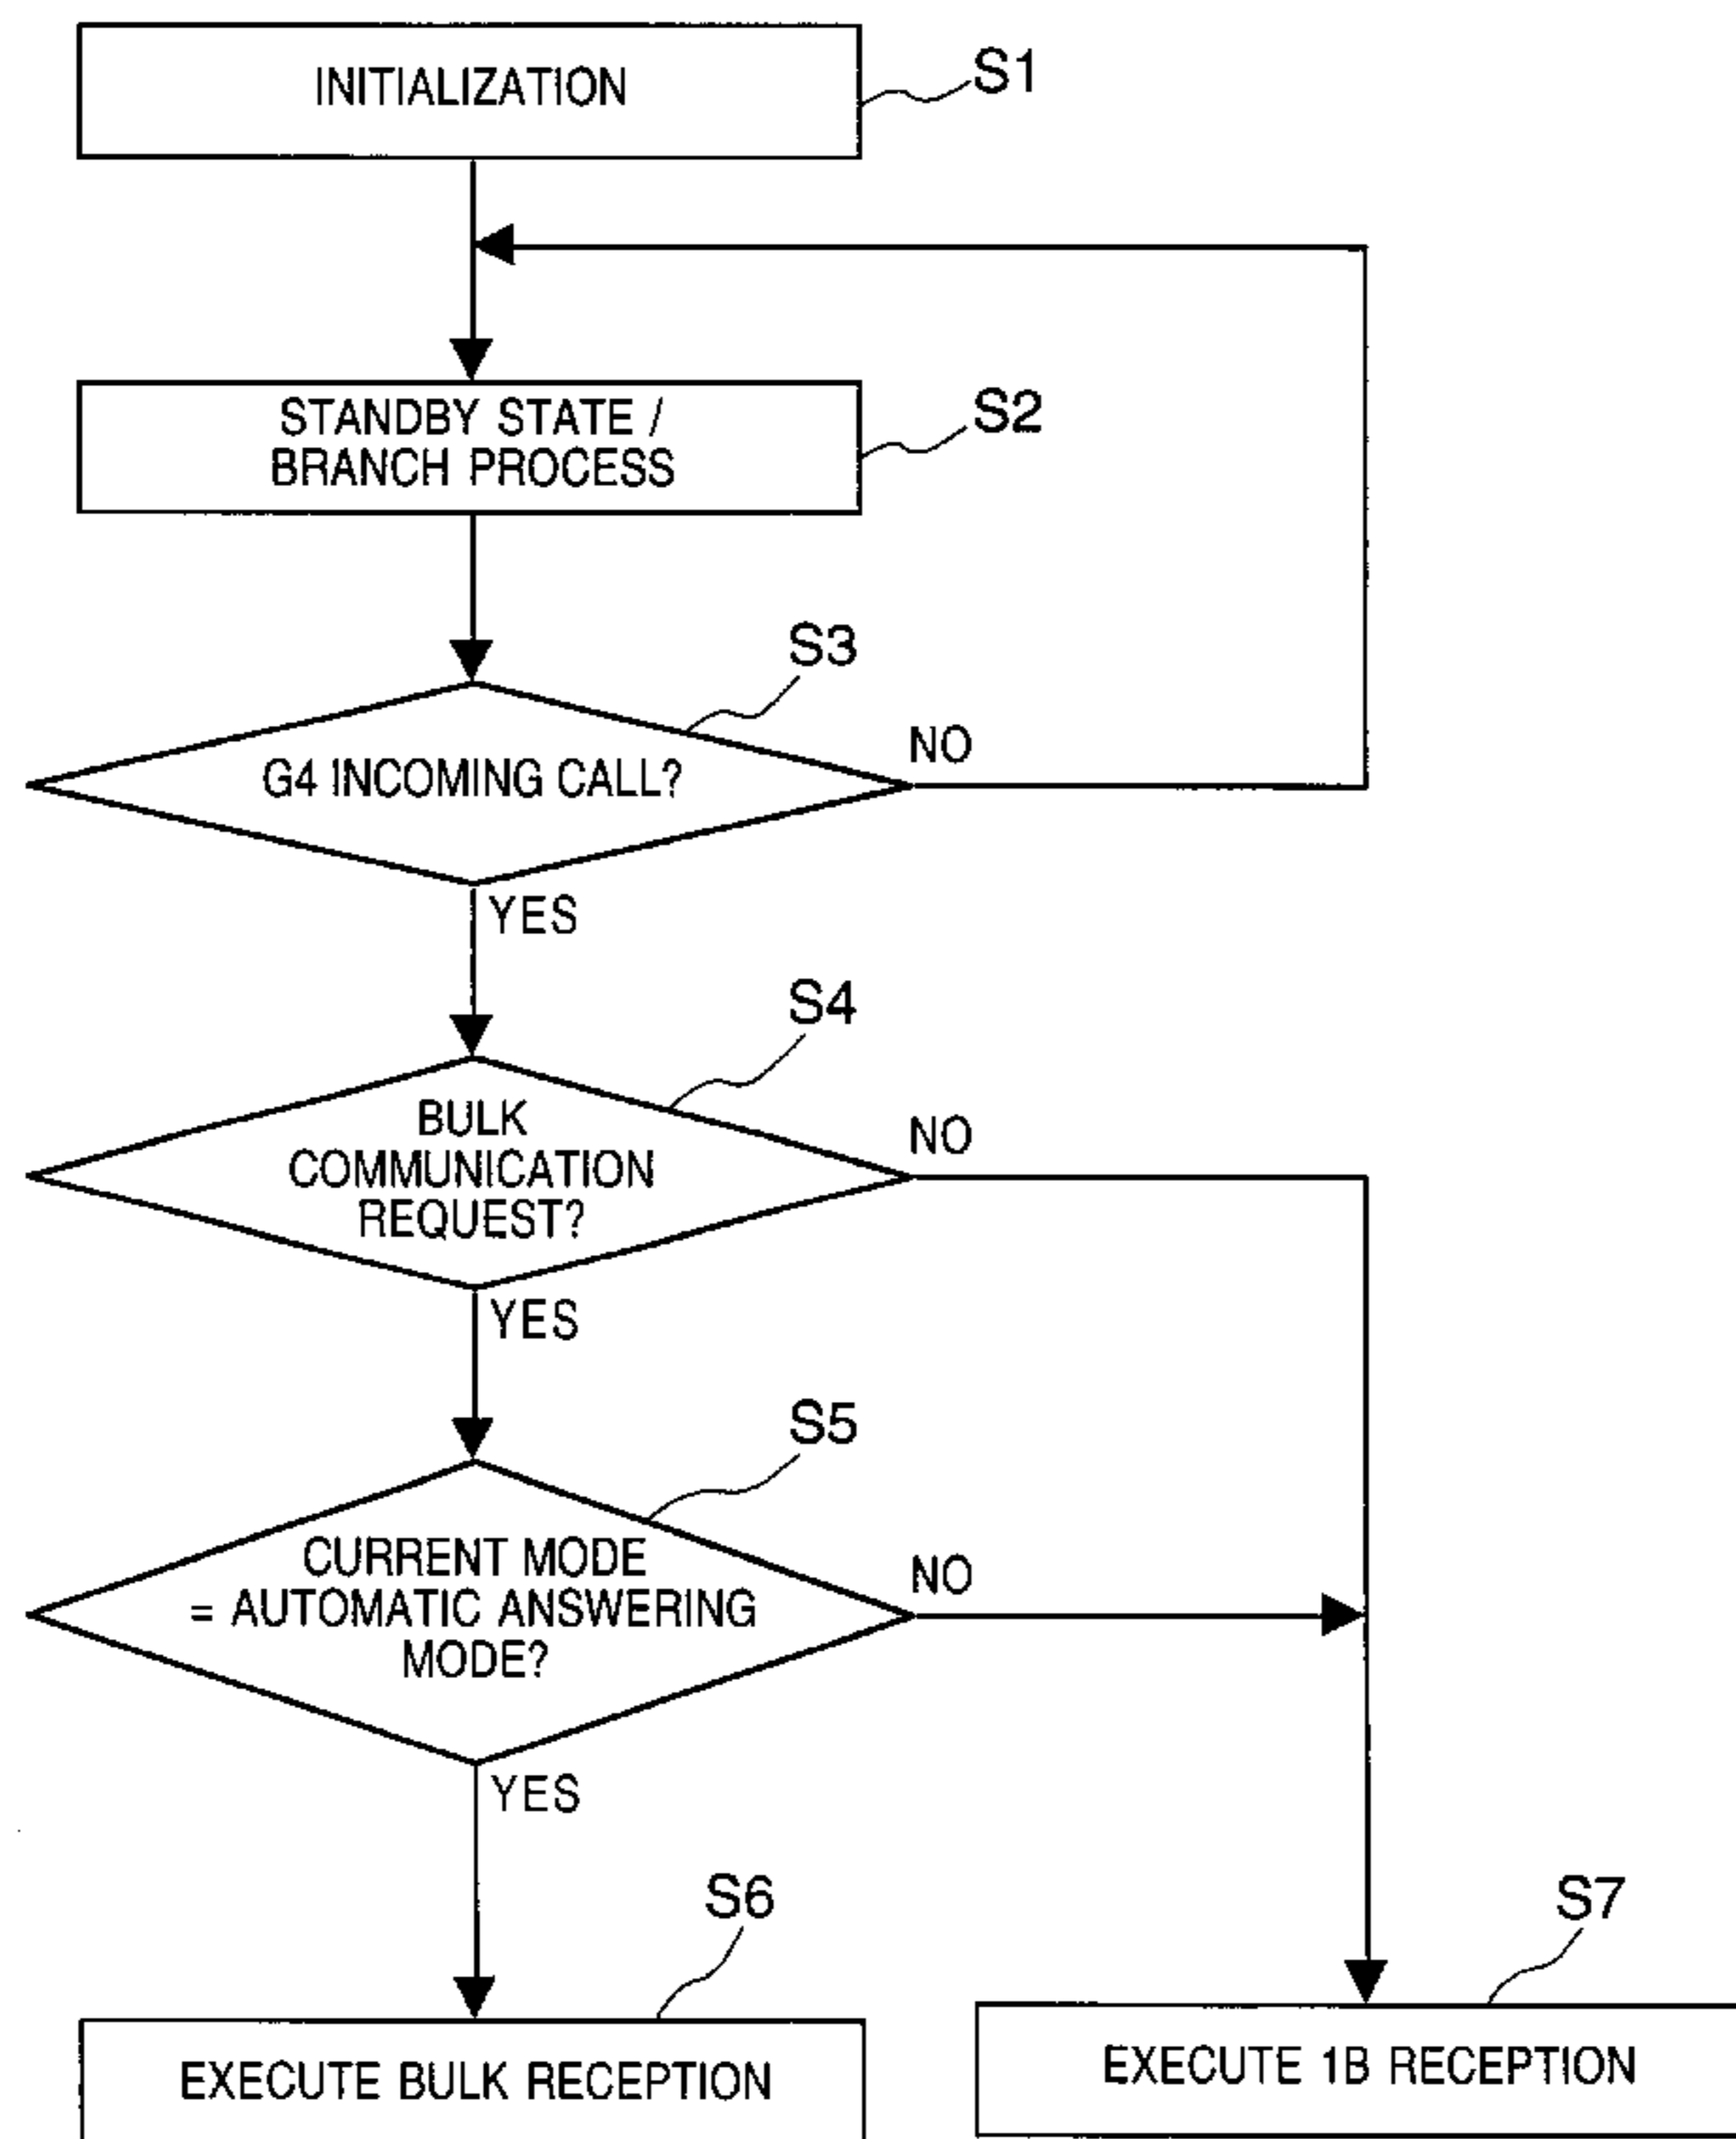 INITIALIZATION
S1
STANDBY STATE /
BRANCH PROCESS
S2
S3
G4 INCOMING CALL?
NO
YES
S4
BULK
COMMUNICATION
REQUEST?
NO
YES
S5
CURRENT MODE
= AUTOMATIC ANSWERING
MODE?
NO
YES
S6
EXECUTE BULK RECEPTION
S7
EXECUTE 1B RECEPTION